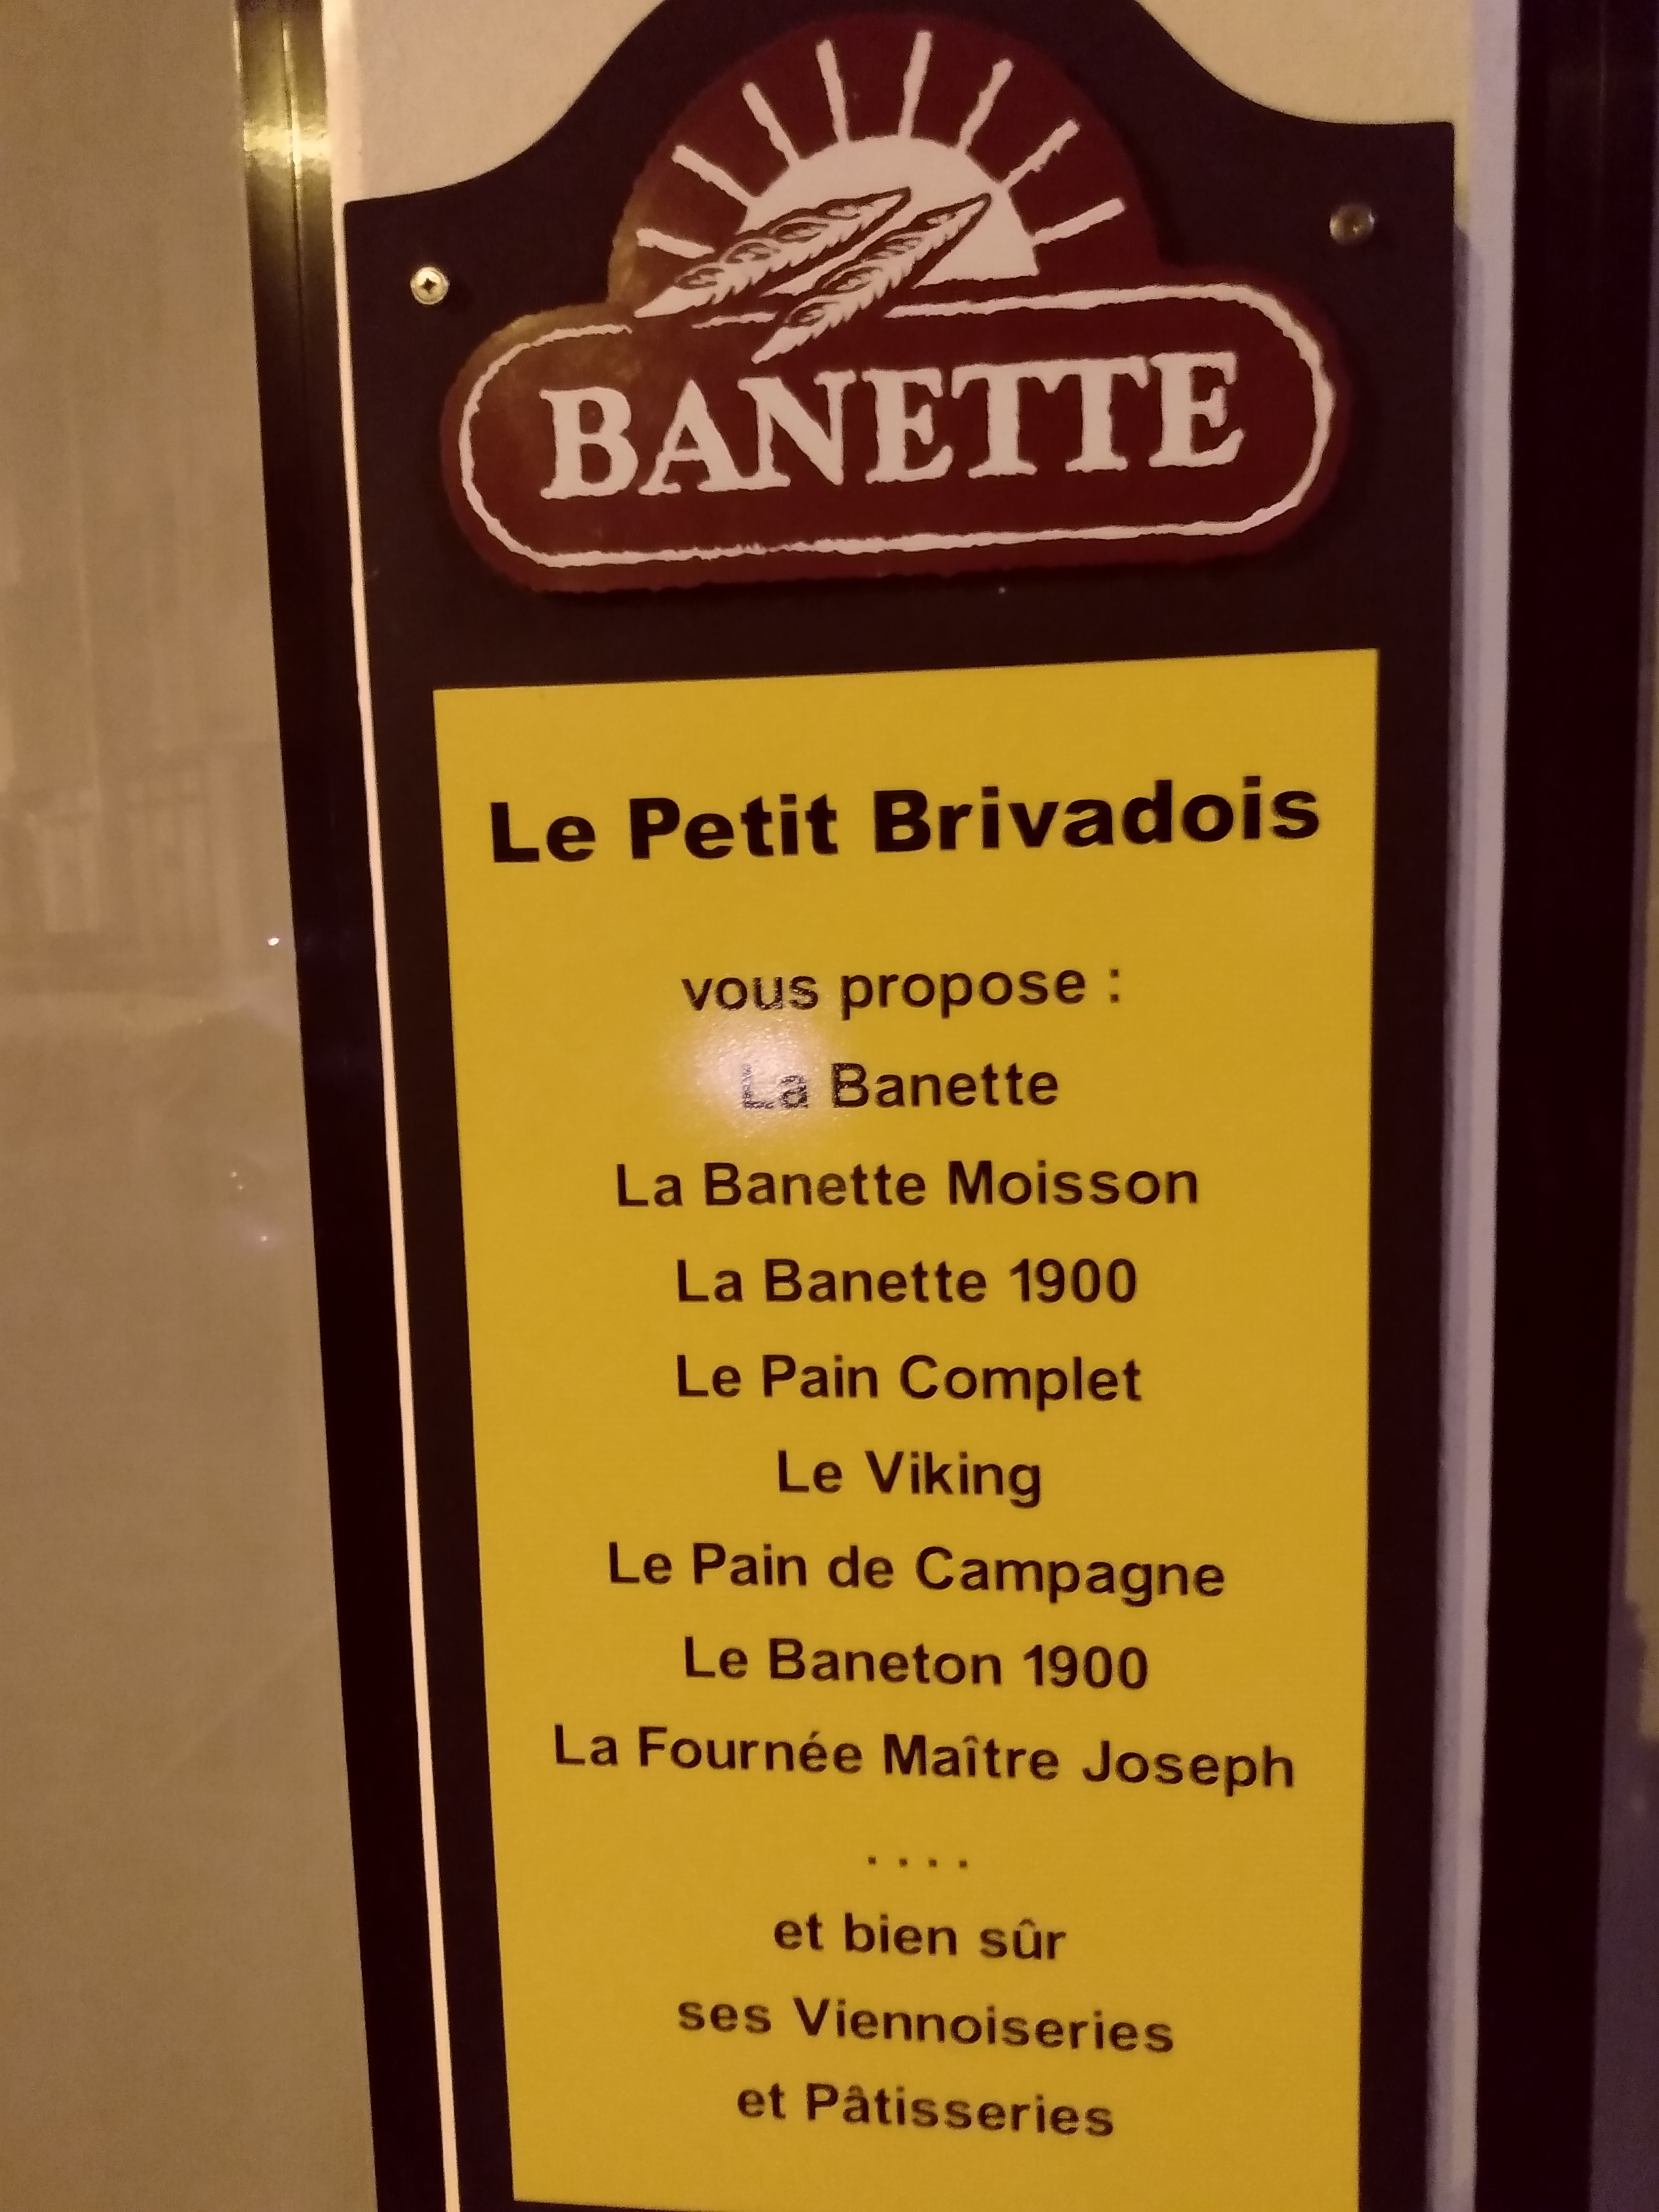 BANETTE
Le Petit Brivadois
vous propose :
La Banette
La Banette Moisson
La Banette 1900
Le Pain Complet
Le Viking
Le Pain de Campagne
Le Baneton 1900
La Fournée Maître Joseph
....
et bien sûr
ses Viennoiseries
et Pâtisseries